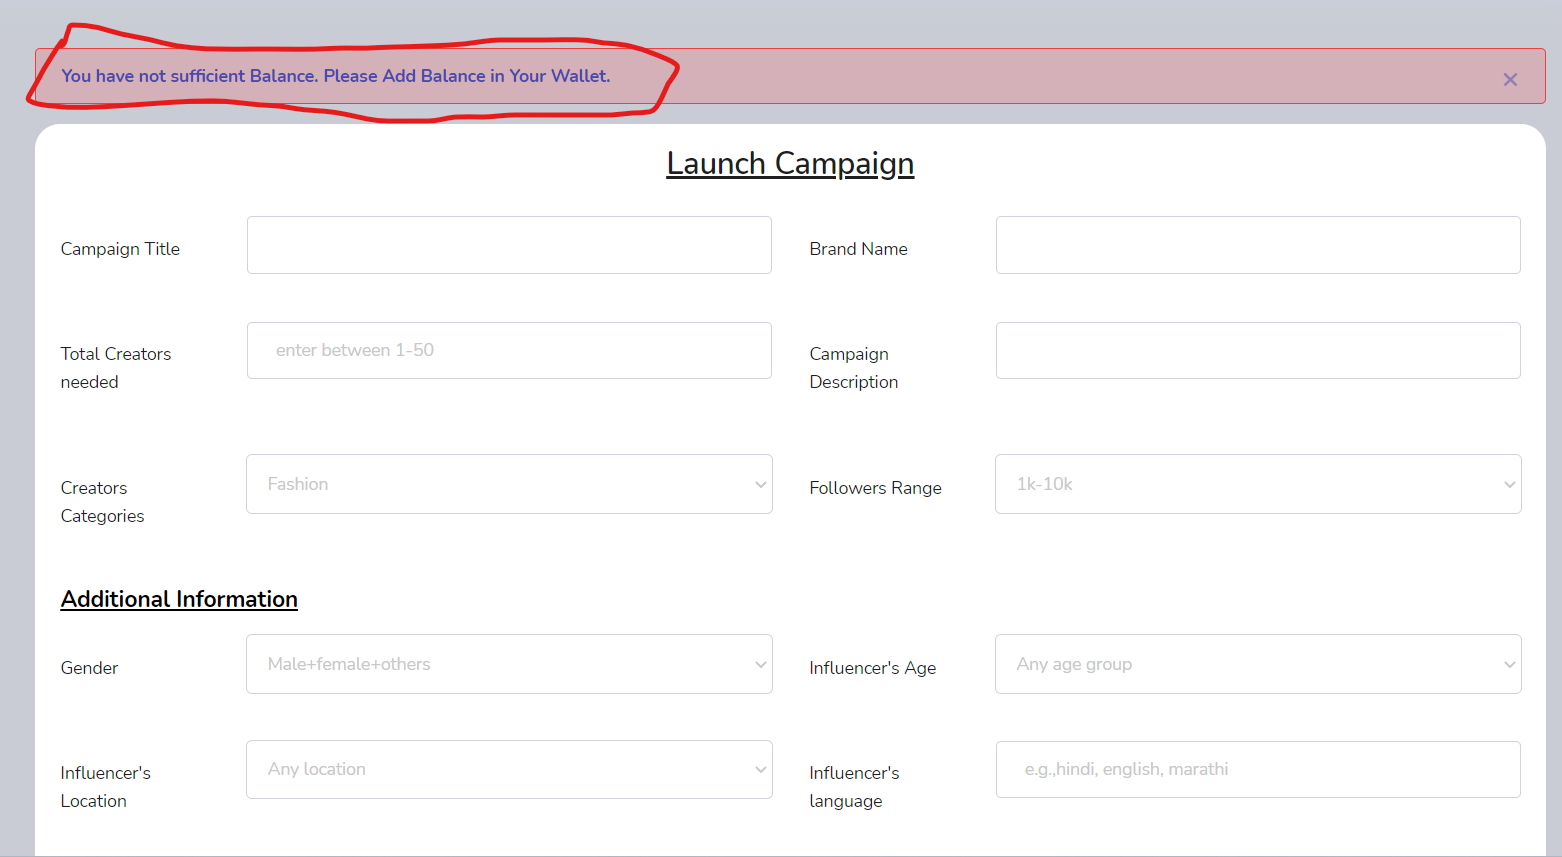 You have not sufficient Balance. Please Add Balance in Your Wallet.
Launch Campaign
Campaign Title
Brand Name
Total Creators
needed
enter between 1-50
Campaign
Description
Creators
Categories
Fashion
Followers Range
1k-10k
Additional Information
Gender
Male+female+others
Influencer's Age
Any age group
Influencer's
Location
Any location
Influencer's
language
e.g.,hindi, english, marathi